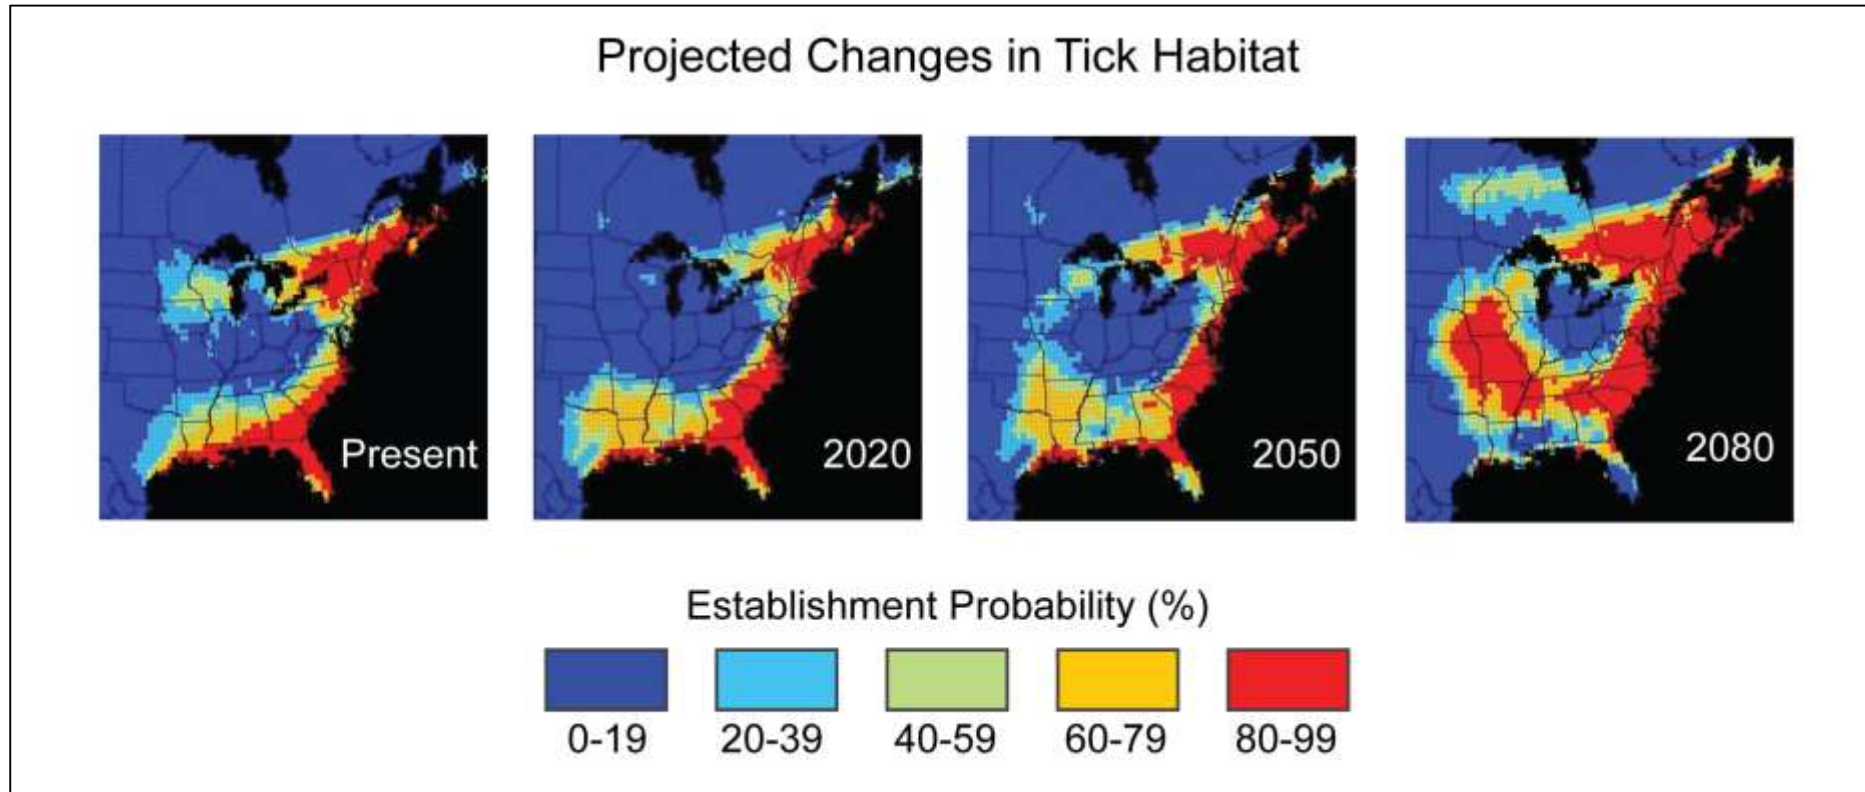 Projected Changes in Tick Habitat
Present
2020
2050
2080
Establishment Probability (%)
0-19
20-39
40-59
60-79
80-99